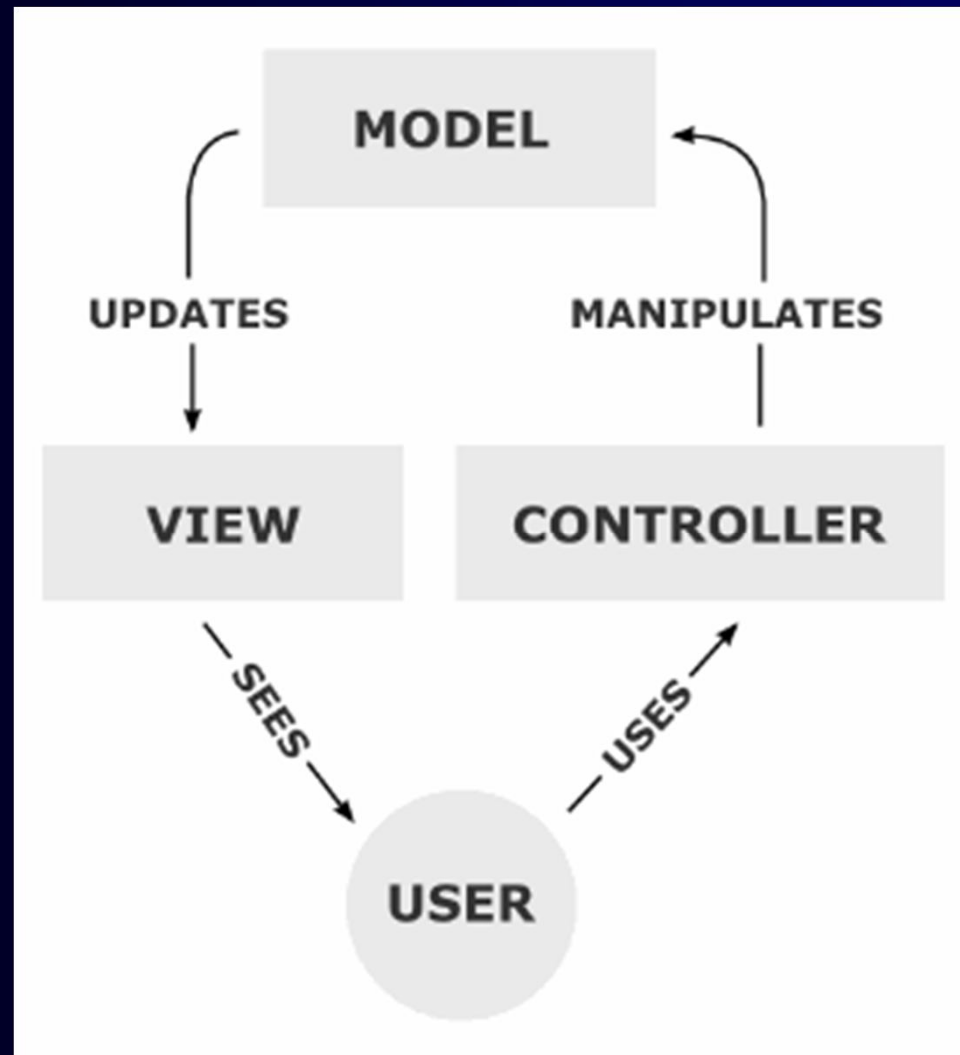 MODEL
UPDATES
MANIPULATES
VIEW
CONTROLLER
SEES
USES
USER